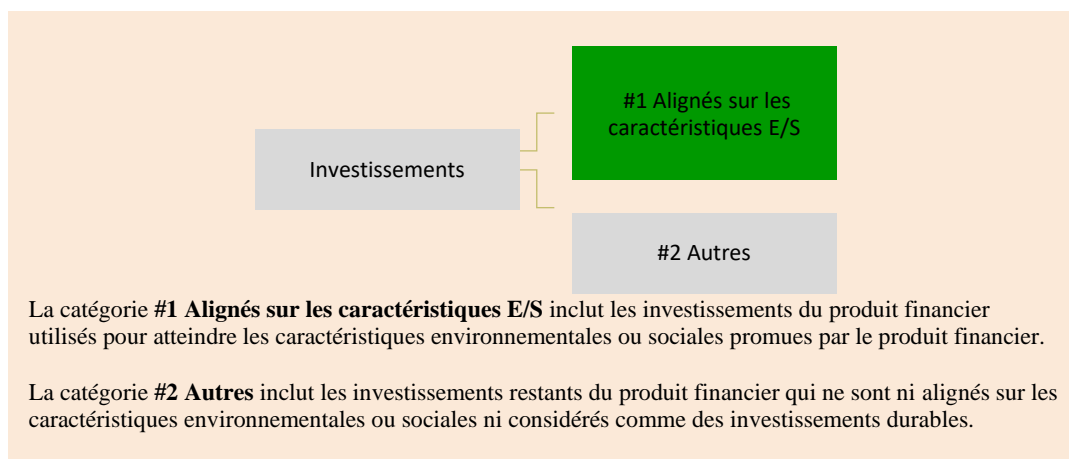 #1 Alignés sur les
caractéristiques E/S
Investissements
#2 Autres
La catégorie #1 Alignés sur les caractéristiques E/S inclut les investissements du produit financier
utilisés pour atteindre les caractéristiques environnementales ou sociales promues par le produit financier.
La catégorie #2 Autres inclut les investissements restants du produit financier qui ne sont ni alignés sur les
caractéristiques environnementales ou sociales ni considérés comme des investissements durables.